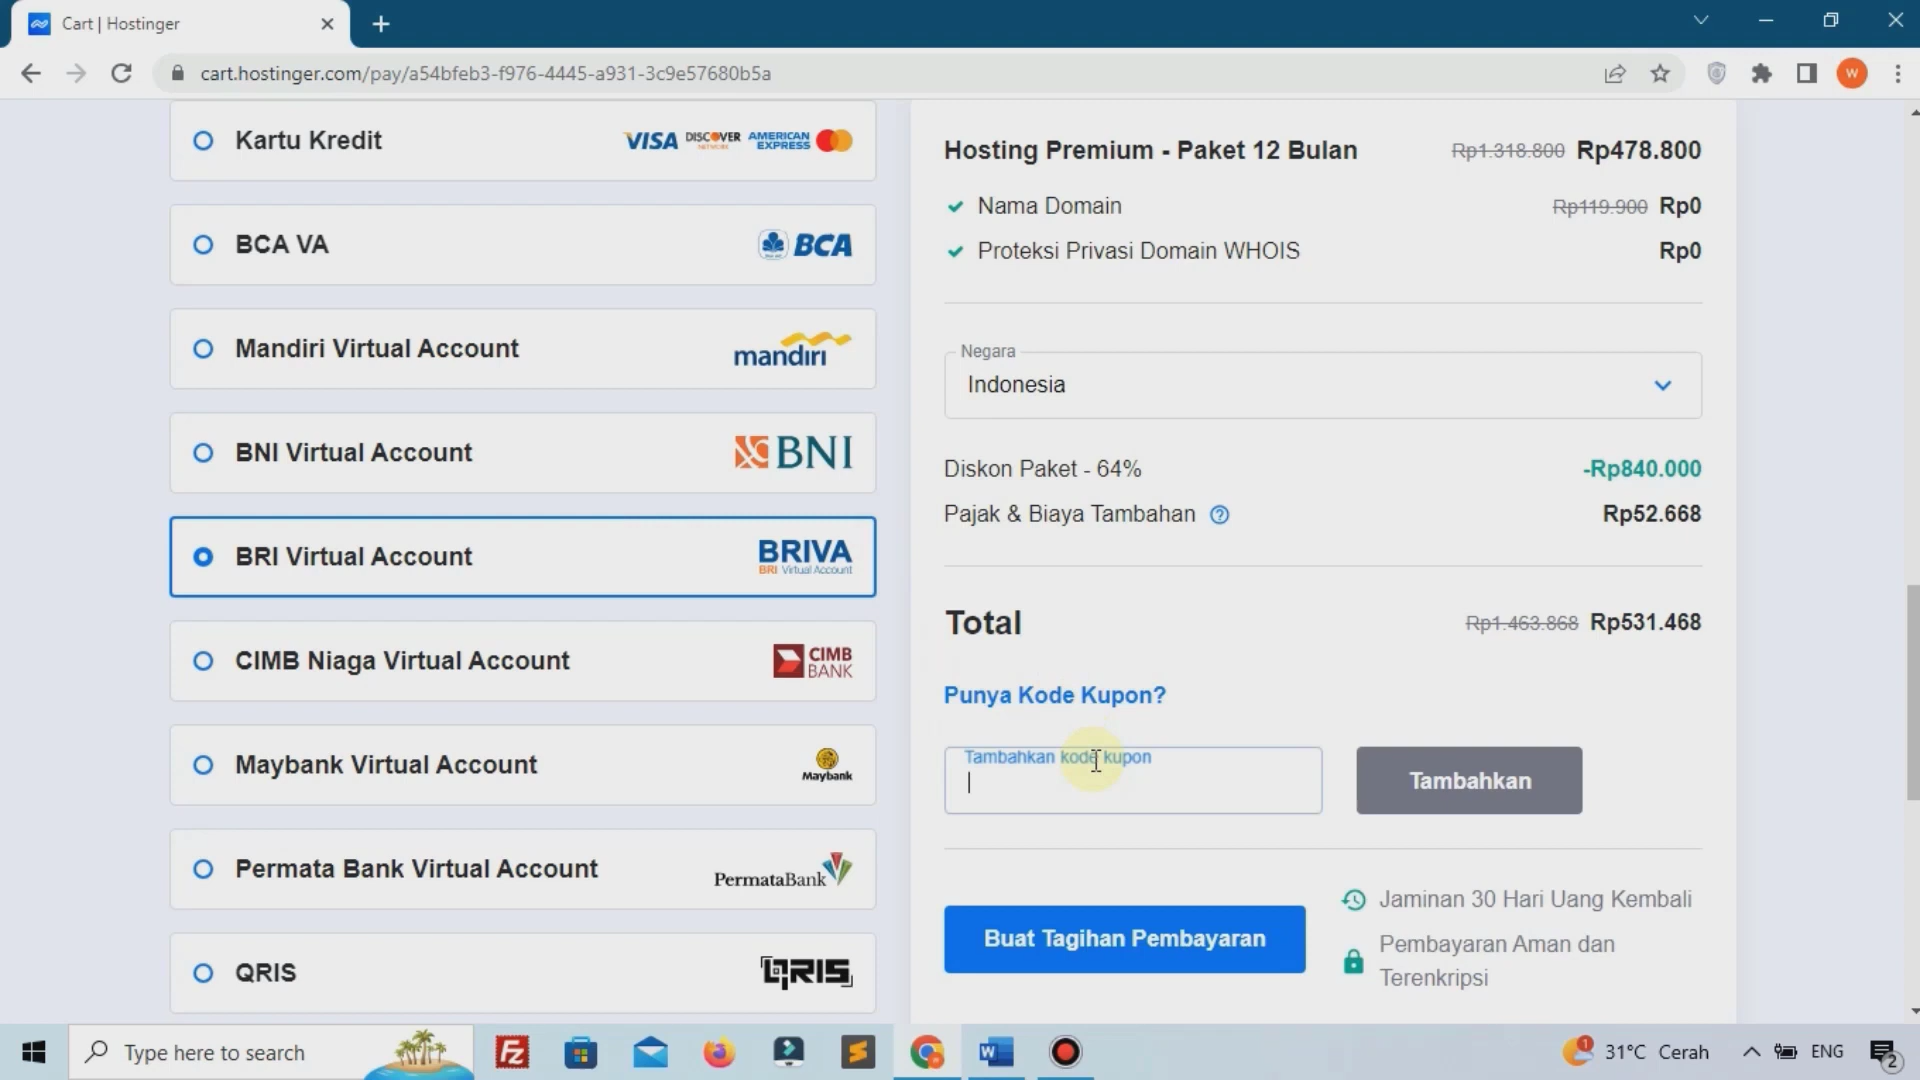 Cart | Hostinger
cart.hostinger.com/pay/a54bfeb3-f976-4445-a931-3c9e57680b5a
W
Kartu Kredit
VISA DISCOVER NETWORK AMERICAN EXPRESS
BCA VA
BCA
Mandiri Virtual Account
mandiri
BNI Virtual Account
BNI
BRI Virtual Account
BRIVA
BRI Virtual Account
CIMB Niaga Virtual Account
CIMB BANK
Maybank Virtual Account
Maybank
Permata Bank Virtual Account
PermataBank
QRIS
QRIS
Hosting Premium - Paket 12 Bulan Rp1.318.800 Rp478.800
Nama Domain Rp119.900 Rp0
Proteksi Privasi Domain WHOIS Rp0
Negara
Indonesia
Diskon Paket - 64% -Rp840.000
Pajak & Biaya Tambahan Rp52.668
Total Rp1.463.868 Rp531.468
Punya Kode Kupon?
Tambahkan kode kupon
Tambahkan
Buat Tagihan Pembayaran
Jaminan 30 Hari Uang Kembali
Pembayaran Aman dan
Terenkripsi
Type here to search
Fz
W
1
31°C Cerah
ENG
2